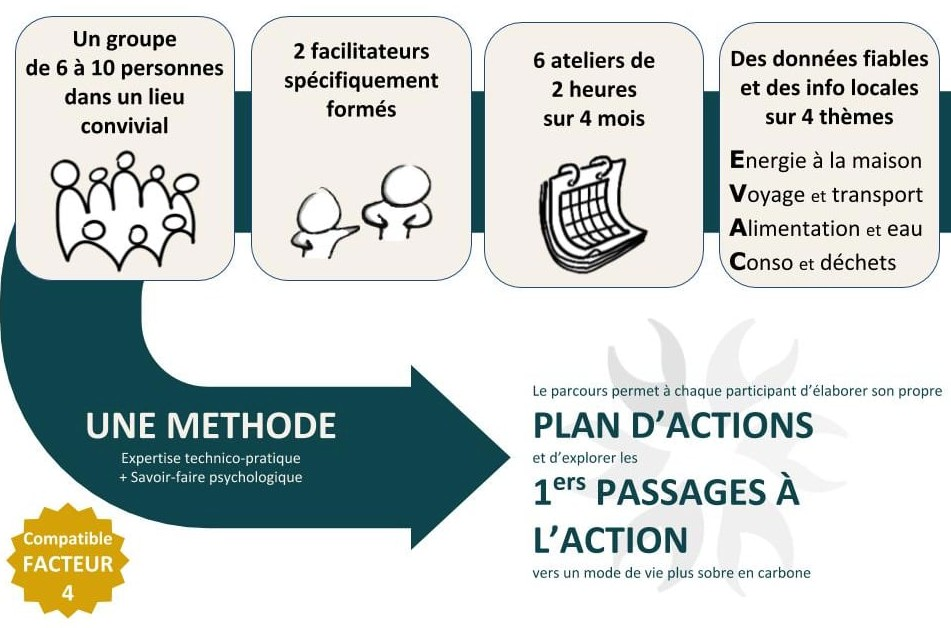 Un groupe
de 6 à 10 personnes
dans un lieu
convivial
2 facilitateurs
spécifiquement
formés
6 ateliers de
2 heures
sur 4 mois
Des données fiables
et des info locales
sur 4 thèmes
Energie à la maison
Voyage et transport
Alimentation et eau
Conso et déchets
UNE METHODE
Expertise technico-pratique
+ Savoir-faire psychologique
Le parcours permet à chaque participant d’élaborer son propre
PLAN D’ACTIONS
et d’explorer les
1ers PASSAGES À
L’ACTION
vers un mode de vie plus sobre en carbone
Compatible
FACTEUR
4